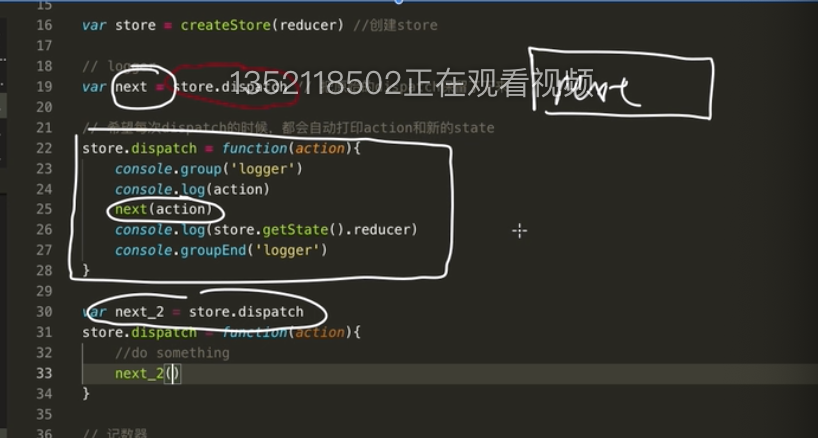 15
16 var store = createStore(reducer) //创建store
17
18 // logger
19 var next = store.dispatch
1352118502正在观看视频
next
20
21 // 希望每次dispatch的时候，都会自动打印action和新的state
22 store.dispatch = function(action){
23 console.group('logger')
24 console.log(action)
25 next(action)
26 console.log(store.getState().reducer)
27 console.groupEnd('logger')
28 }
29
30 var next_2 = store.dispatch
31 store.dispatch = function(action){
32 //do something
33 next_2()
34 }
35
36 // 记数器